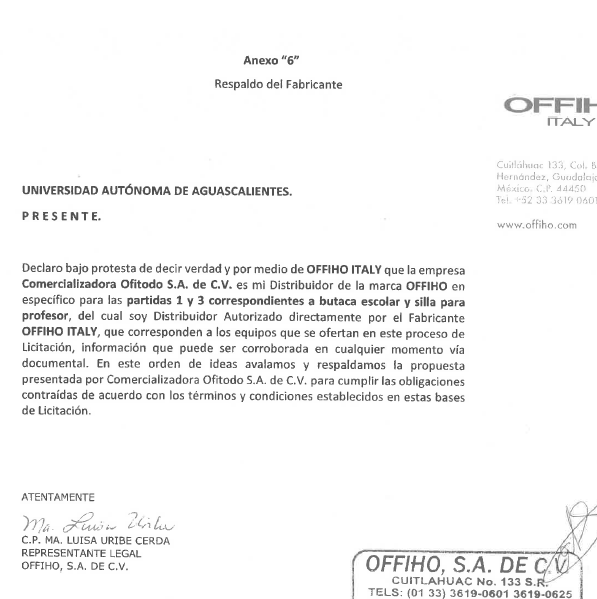 Anexo “6”
Respaldo del Fabricante
OFFIH
ITALY
Cuitláhuac 133, Col. B
Hernández, Guadalaj
México. C.P. 44450
Tel. +52 33 3619 0601
www.offiho.com
UNIVERSIDAD AUTÓNOMA DE AGUASCALIENTES.
P R E S E N T E.
Declaro bajo protesta de decir verdad y por medio de OFFIHO ITALY que la empresa
Comercializadora Ofitodo S.A. de C.V. es mi Distribuidor de la marca OFFIHO en
específico para las partidas 1 y 3 correspondientes a butaca escolar y silla para
profesor, del cual soy Distribuidor Autorizado directamente por el Fabricante
OFFIHO ITALY, que corresponden a los equipos que se ofertan en este proceso de
Licitación, información que puede ser corroborada en cualquier momento vía
documental. En este orden de ideas avalamos y respaldamos la propuesta
presentada por Comercializadora Ofitodo S.A. de C.V. para cumplir las obligaciones
contraídas de acuerdo con los términos y condiciones establecidos en estas bases
de Licitación.
ATENTAMENTE
Ma. Luisa Uribe
C.P. MA. LUISA URIBE CERDA
REPRESENTANTE LEGAL
OFFIHO, S.A. DE C.V.
OFFIHO, S.A. DE C.V.
CUITLAHUAC No. 133 S.R.
TELS: (01 33) 3619-0601 3619-0625